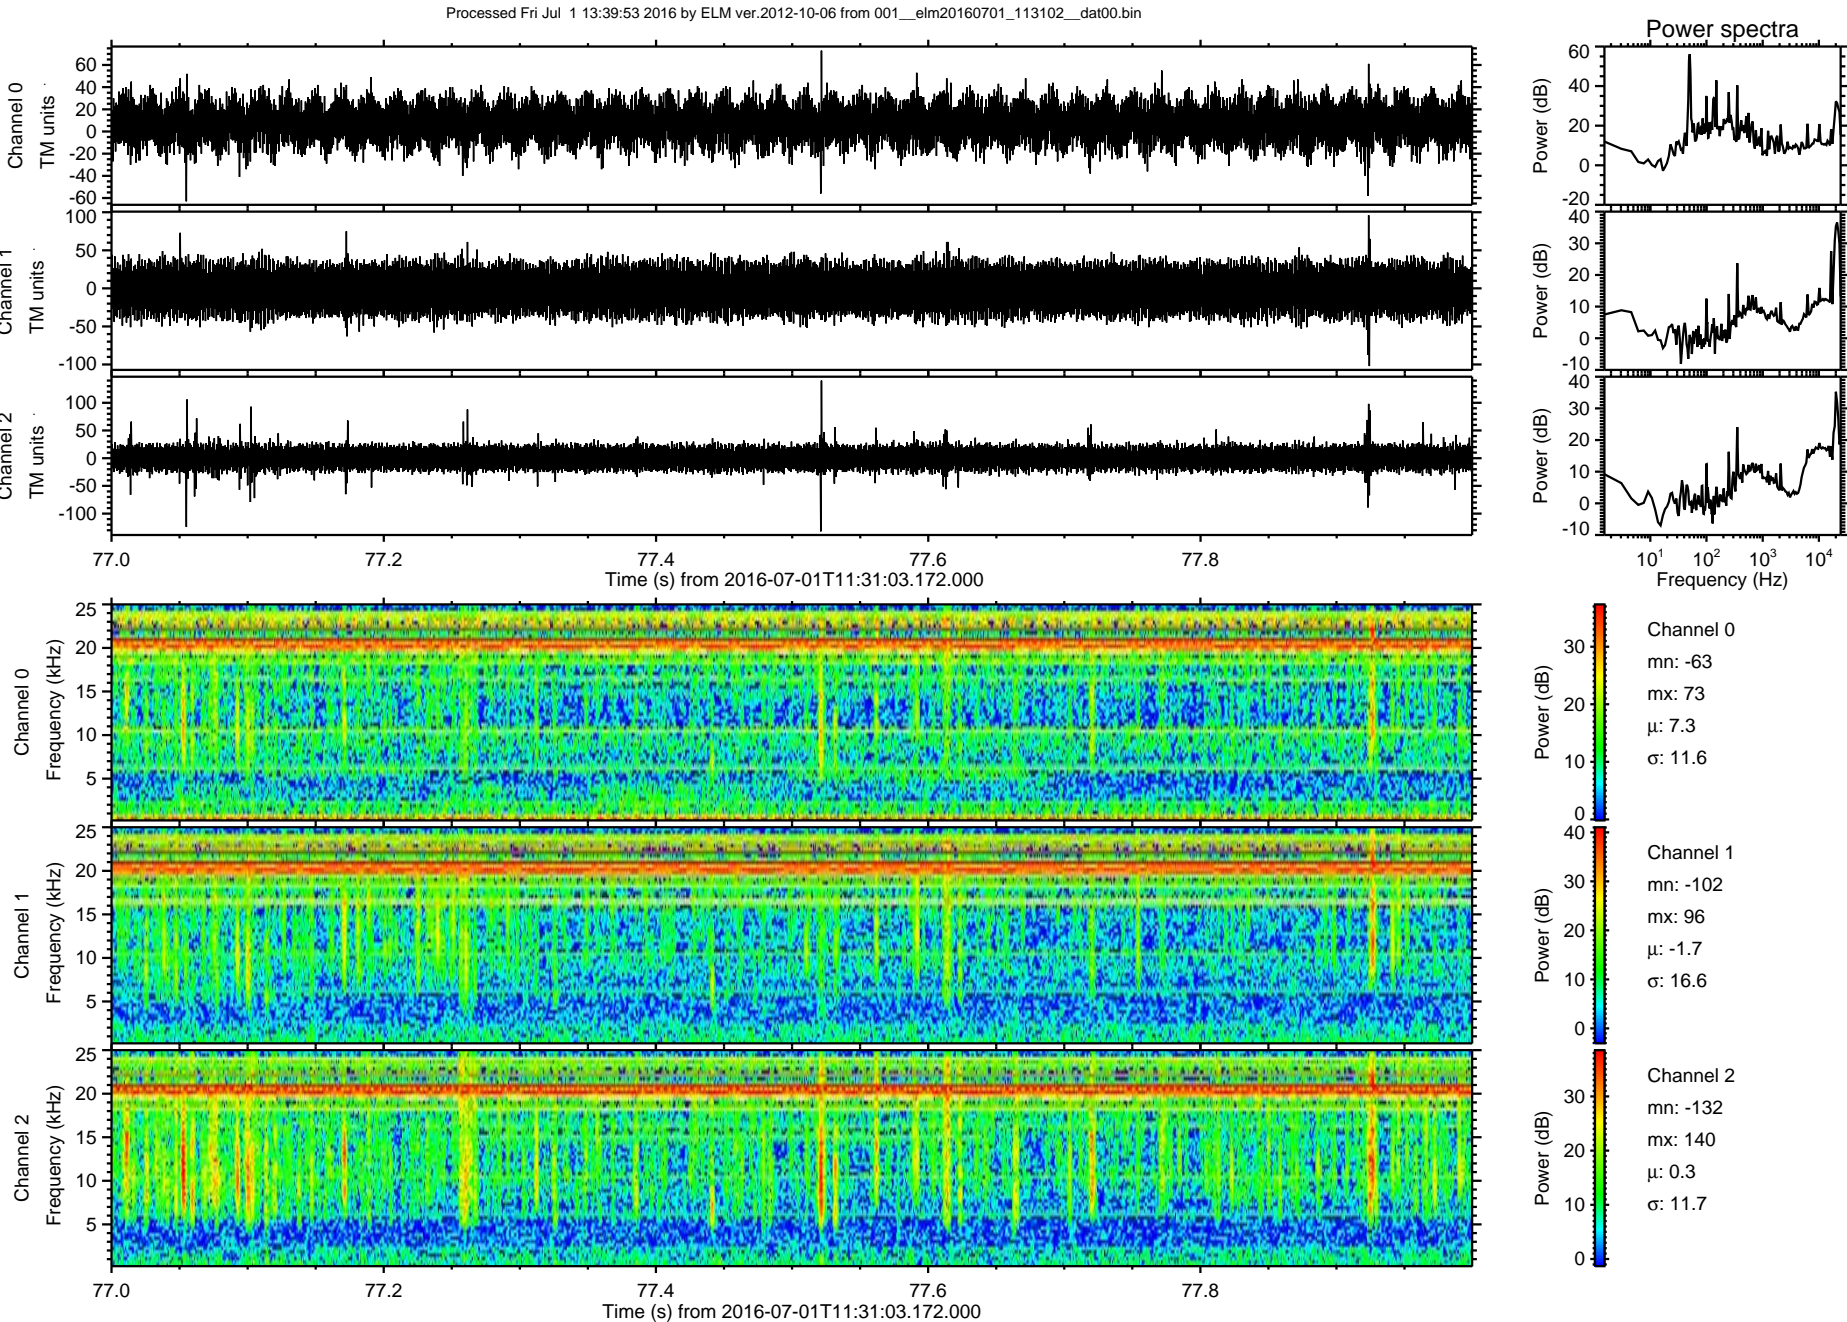 Processed Fri Jul  1 13:39:53 2016 by ELM ver.2012-10-06 from 001__elm20160701_113102__dat00.bin
Power spectra
Channel 0
TM units
60
40
20
0
-20
-40
-60
Power (dB)
60
40
20
0
-20
Channel 1
TM units
100
50
0
-50
-100
Power (dB)
40
30
20
10
0
-10
Channel 2
TM units
100
50
0
-50
-100
Power (dB)
40
30
20
10
0
-10
77.0 77.2 77.4 77.6 77.8
Time (s) from 2016-07-01T11:31:03.172.000
10^1 10^2 10^3 10^4
Frequency (Hz)
Channel 0
Frequency (kHz)
25
20
15
10
5
Power (dB)
30
20
10
0
Channel 0
mn: -63
mx: 73
μ: 7.3
σ: 11.6
Channel 1
Frequency (kHz)
25
20
15
10
5
Power (dB)
40
30
20
10
0
Channel 1
mn: -102
mx: 96
μ: -1.7
σ: 16.6
Channel 2
Frequency (kHz)
25
20
15
10
5
Power (dB)
30
20
10
0
Channel 2
mn: -132
mx: 140
μ: 0.3
σ: 11.7
77.0 77.2 77.4 77.6 77.8
Time (s) from 2016-07-01T11:31:03.172.000